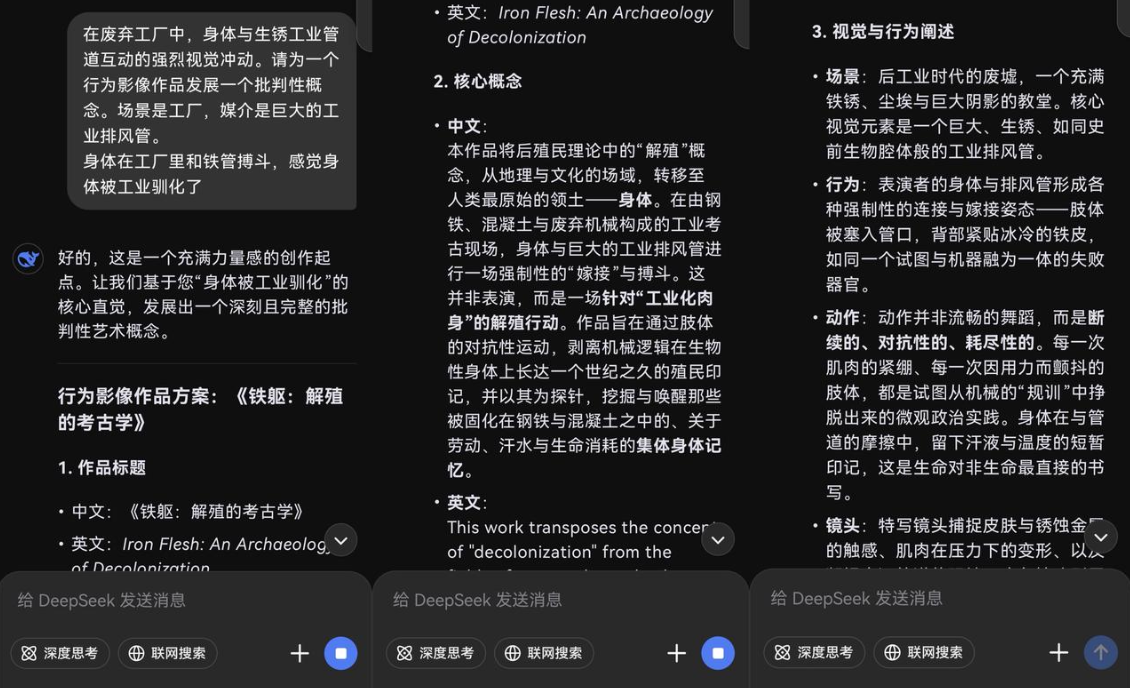 在废弃工厂中，身体与生锈工业管
道互动的强烈视觉冲动。请为一个
行为影像作品发展一个批判性概
念。场景是工厂，媒介是巨大的工
业排风管。
身体在工厂里和铁管搏斗，感觉身
体被工业驯化了
好的，这是一个充满力量感的创作起
点。让我们基于您“身体被工业驯化”的
核心直觉，发展出一个深刻且完整的批
判性艺术概念。
行为影像作品方案：《铁躯：解殖
的考古学》
1. 作品标题
• 中文：《铁躯：解殖的考古学》
• 英文：Iron Flesh: An Archaeology
of Decolonization
给 DeepSeek 发送消息
深度思考
联网搜索
• 英文：Iron Flesh: An Archaeology
of Decolonization
2. 核心概念
• 中文：
本作品将后殖民理论中的“解殖”概
念，从地理与文化的场域，转移至
人类最原始的领土——身体。在由钢
铁、混凝土与废弃机械构成的工业考
古现场，身体与巨大的工业排风管进
行一场强制性的“嫁接”与搏斗。这
并非表演，而是一场针对“工业化肉
身”的解殖行动。作品旨在通过肢体
的对抗性运动，剥离机械逻辑在生物
性身体上长达一个世纪之久的殖民印
记，并以其为探针，挖掘与唤醒那些
被固化在钢铁与混凝土之中的、关于
劳动、汗水与生命消耗的集体身体记
忆。
• 英文：
This work transposes the concept
of "decolonization" from the
给 DeepSeek 发送消息
深度思考
联网搜索
3. 视觉与行为阐述
• 场景：后工业时代的废墟，一个充满
铁锈、尘埃与巨大阴影的教堂。核心
视觉元素是一个巨大、生锈、如同史
前生物腔体般的工业排风管。
• 行为：表演者的身体与排风管形成各
种强制性的连接与嫁接姿态——肢体
被塞入管口，背部紧贴冰冷的铁皮，
如同一个试图与机器融为一体的失败
器官。
• 动作：动作并非流畅的舞蹈，而是断
续的、对抗性的、耗尽性的。每一次
肌肉的紧绷、每一次因用力而颤抖的
肢体，都是试图从机械的“规训”中挣
脱出来的微观政治实践。身体在与管
道的摩擦中，留下汗液与温度的短暂
印记，这是生命对非生命最直接的书
写。
• 镜头：特写镜头捕捉皮肤与锈蚀金属
的触感、肌肉在压力下的变形、以及
给 DeepSeek 发送消息
深度思考
联网搜索